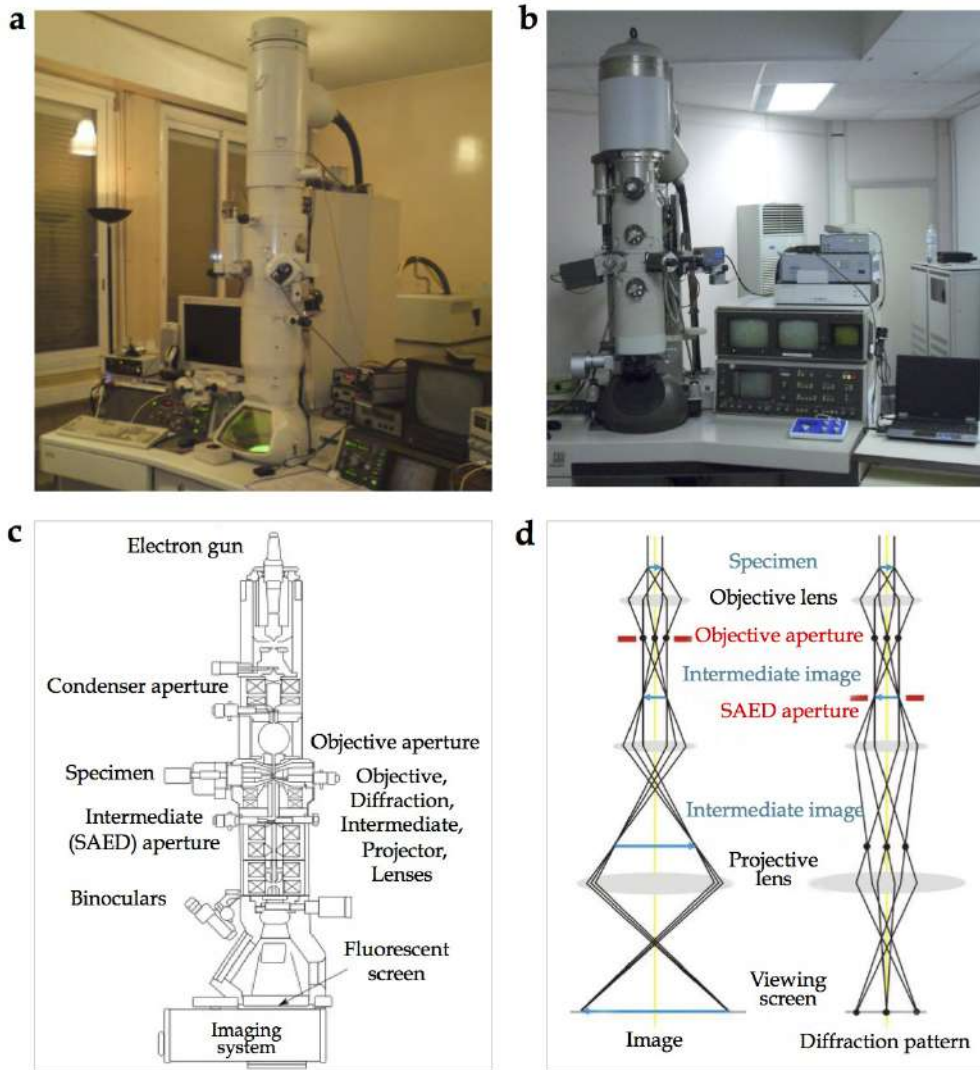 a
b
c
Electron gun
Condenser aperture
Objective aperture
Specimen
Objective,
Diffraction,
Intermediate,
Projector,
Lenses
Intermediate
(SAED) aperture
Binoculars
Fluorescent
screen
Imaging
system
d
Specimen
Objective lens
Objective aperture
Intermediate image
SAED aperture
Intermediate image
Projective
lens
Viewing
screen
Image
Diffraction pattern